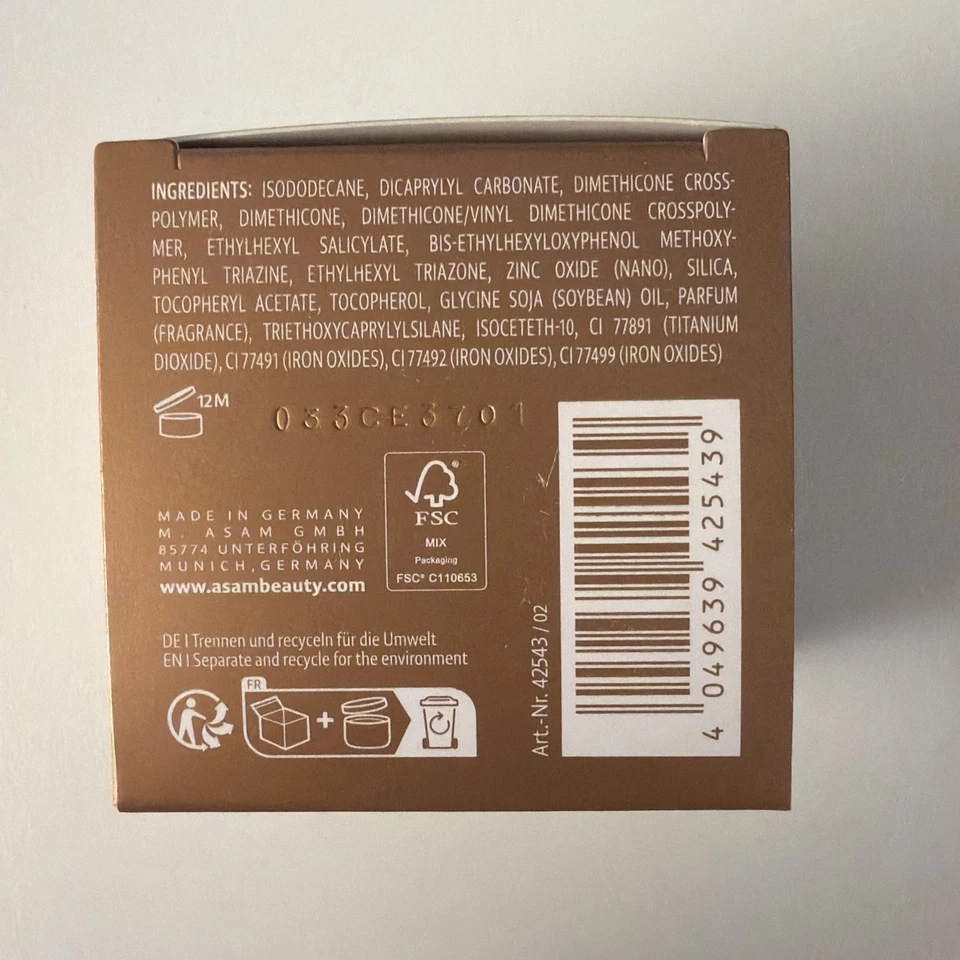 INGREDIENTS: ISODODECANE, DICAPRYLYL CARBONATE, DIMETHICONE CROSS-
POLYMER, DIMETHICONE, DIMETHICONE/VINYL DIMETHICONE CROSSPOLY-
MER, ETHYLHEXYL SALICYLATE, BIS-ETHYLHEXYLOXYPHENOL METHOXY-
PHENYL TRIAZINE, ETHYLHEXYL TRIAZONE, ZINC OXIDE (NANO), SILICA,
TOCOPHERYL ACETATE, TOCOPHEROL, GLYCINE SOJA (SOYBEAN) OIL, PARFUM
(FRAGRANCE), TRIETHOXYCAPRYLYLSILANE, ISOCETETH-10, CI 77891 (TITANIUM
DIOXIDE), CI 77491 (IRON OXIDES), CI 77492 (IRON OXIDES), CI 77499 (IRON OXIDES)
12M
033CE3701
MADE IN GERMANY
M. ASAM GMBH
85774 UNTERFÖHRING
MUNICH, GERMANY
www.asambeauty.com
®
FSC
MIX
Packaging
FSC® C110653
DE | Trennen und recyceln für die Umwelt
EN | Separate and recycle for the environment
FR
+
Art.-Nr. 42543 / 02
4 049639 425439